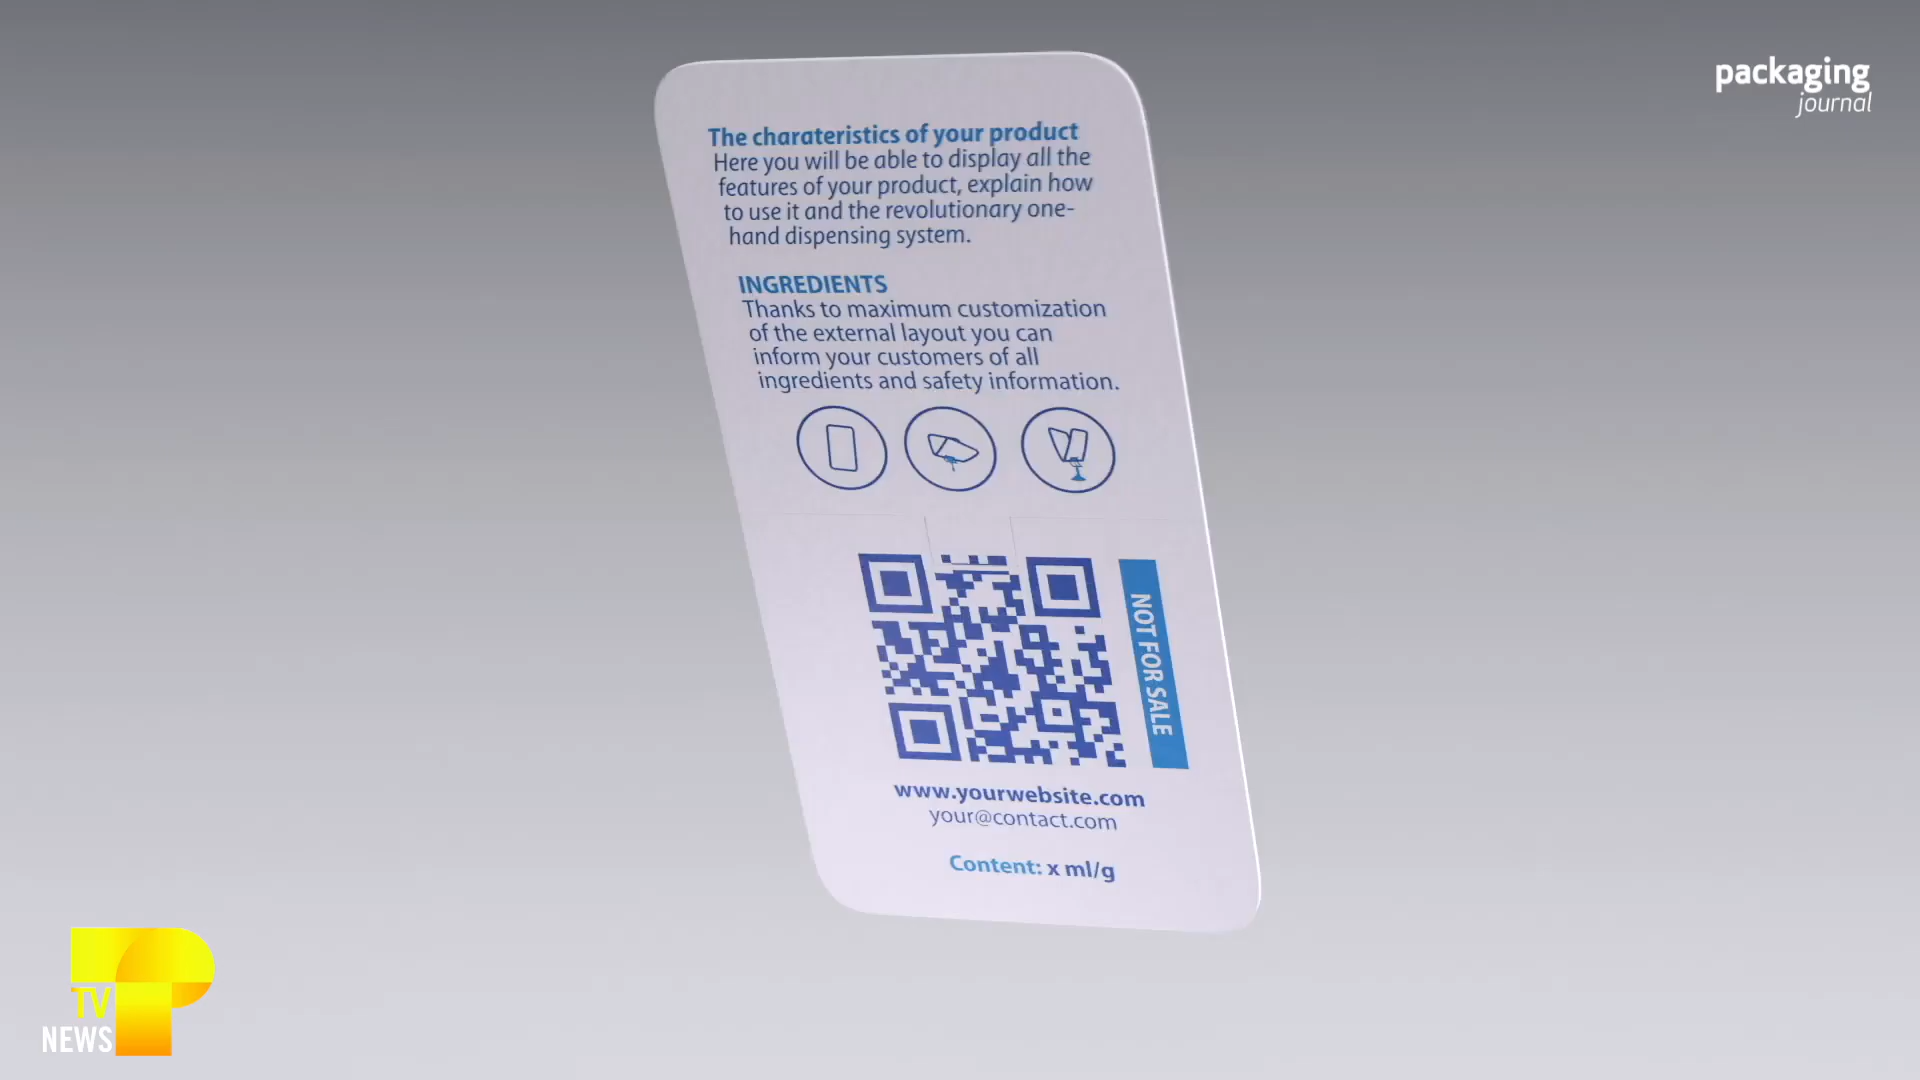 packaging
journal
The charateristics of your product
Here you will be able to display all the
features of your product, explain how
to use it and the revolutionary one-
hand dispensing system.
INGREDIENTS
Thanks to maximum customization
of the external layout you can
inform your customers of all
ingredients and safety information.
NOT FOR SALE
www.yourwebsite.com
your@contact.com
Content: x ml/g
TV
NEWS